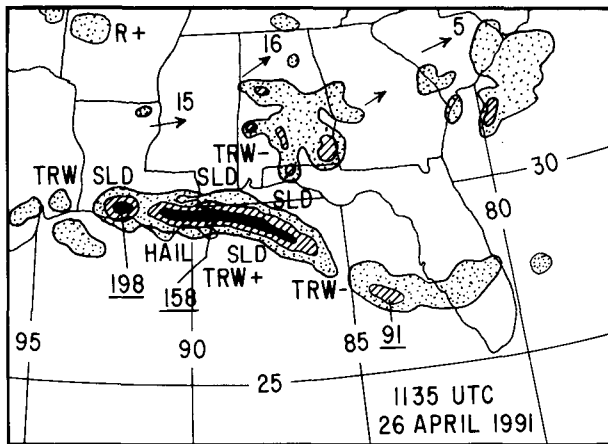 R+
16
5
15
TRW-
TRW
SLD
SLD
SLD
30
80
HAIL
SLD
198
158
TRW+
TRW-
91
95
90
85
25
1135 UTC
26 APRIL 1991